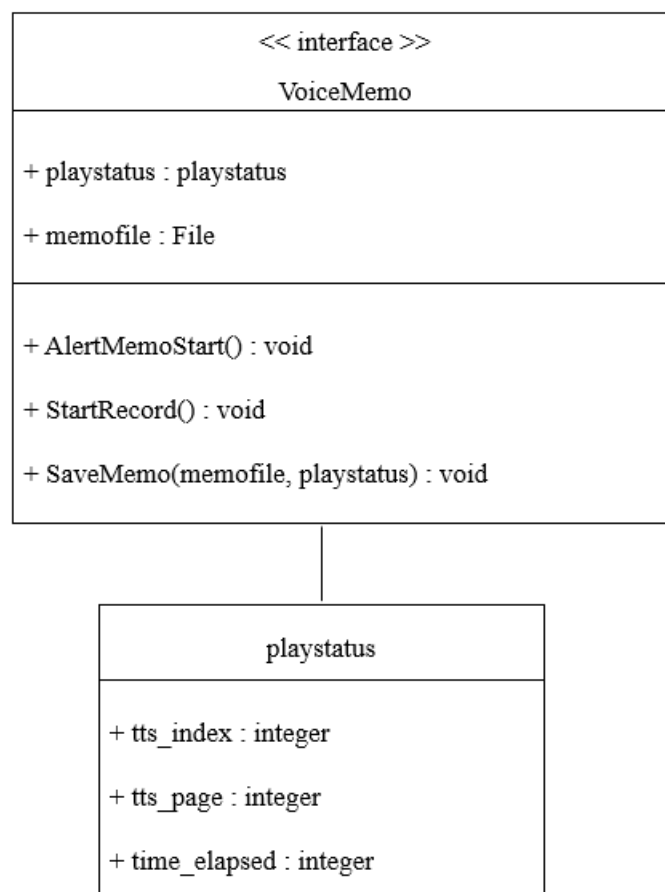 << interface >>
VoiceMemo
+ playstatus : playstatus
+ memofile : File
+ AlertMemoStart() : void
+ StartRecord() : void
+ SaveMemo(memofile, playstatus) : void
playstatus
+ tts_index : integer
+ tts_page : integer
+ time_elapsed : integer